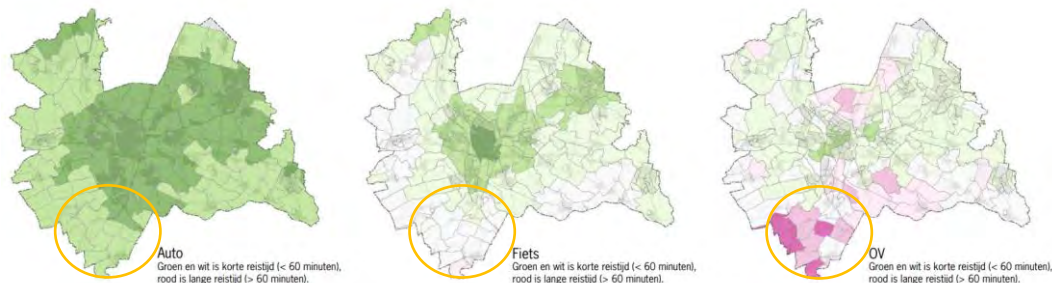 Auto
Groen en wit is korte reistijd (< 60 minuten),
rood is lange reistijd (> 60 minuten).
Fiets
Groen en wit is korte reistijd (< 60 minuten),
rood is lange reistijd (> 60 minuten).
OV
Groen en wit is korte reistijd (< 60 minuten),
rood is lange reistijd (> 60 minuten).